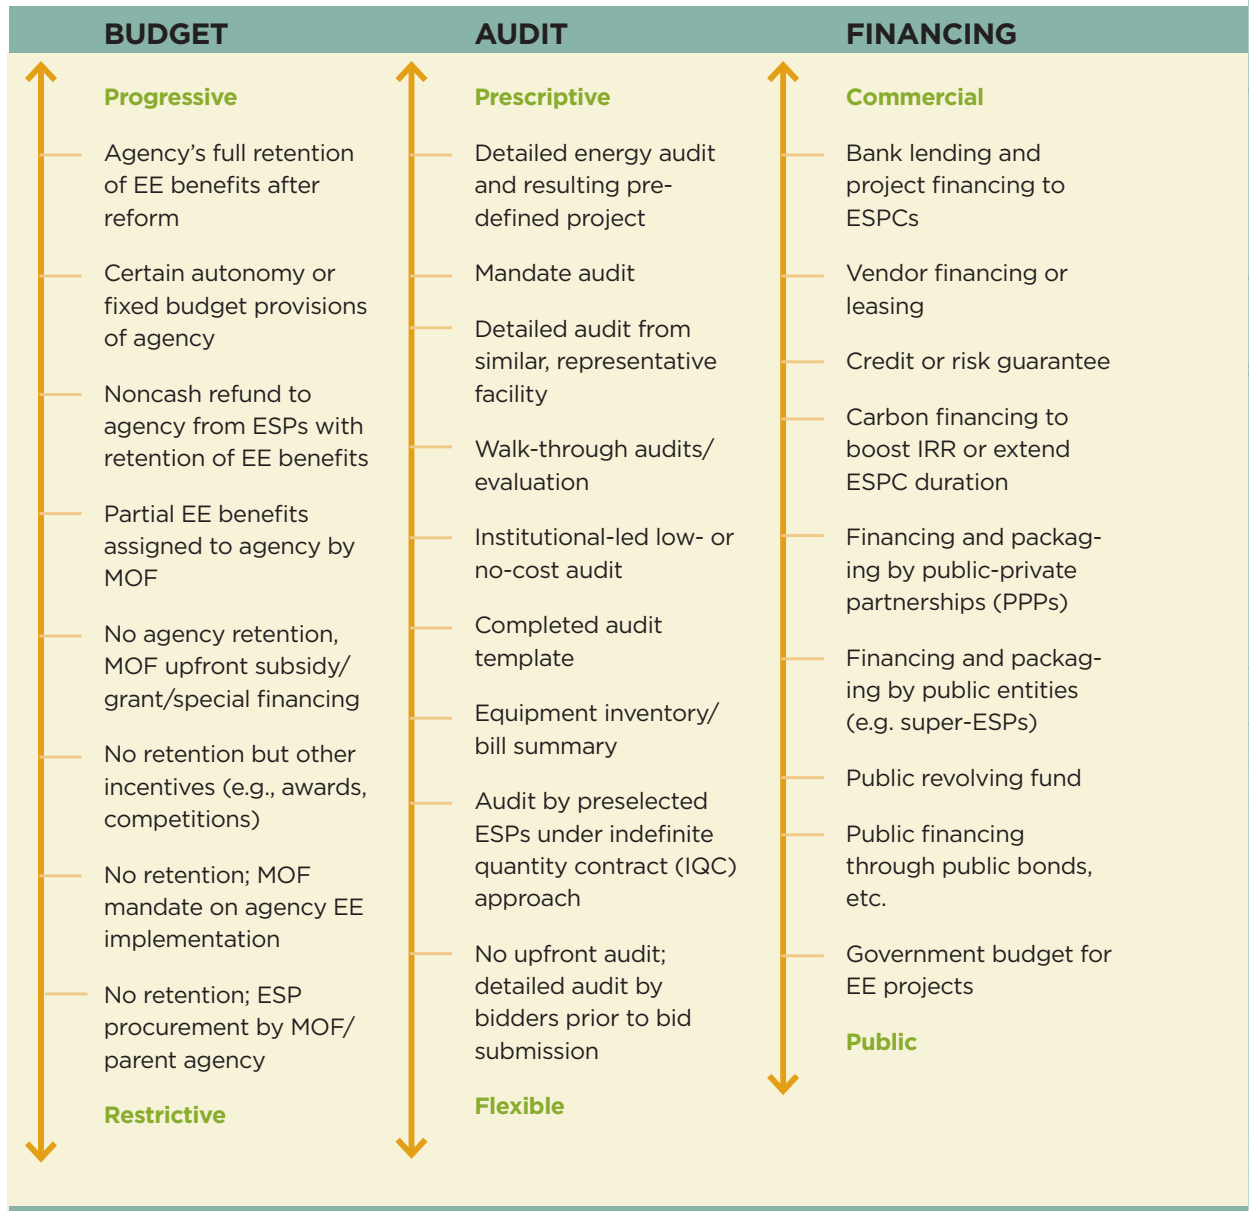 BUDGET
Progressive
Agency’s full retention
of EE benefits after
reform
Certain autonomy or
fixed budget provisions
of agency
Noncash refund to
agency from ESPs with
retention of EE benefits
Partial EE benefits
assigned to agency by
MOF
No agency retention,
MOF upfront subsidy/
grant/special financing
No retention but other
incentives (e.g., awards,
competitions)
No retention; MOF
mandate on agency EE
implementation
No retention; ESP
procurement by MOF/
parent agency
Restrictive
AUDIT
Prescriptive
Detailed energy audit
and resulting pre-
defined project
Mandate audit
Detailed audit from
similar, representative
facility
Walk-through audits/
evaluation
Institutional-led low- or
no-cost audit
Completed audit
template
Equipment inventory/
bill summary
Audit by preselected
ESPs under indefinite
quantity contract (IQC)
approach
No upfront audit;
detailed audit by
bidders prior to bid
submission
Flexible
FINANCING
Commercial
Bank lending and
project financing to
ESPCs
Vendor financing or
leasing
Credit or risk guarantee
Carbon financing to
boost IRR or extend
ESPC duration
Financing and packag-
ing by public-private
partnerships (PPPs)
Financing and packag-
ing by public entities
(e.g. super-ESPs)
Public revolving fund
Public financing
through public bonds,
etc.
Government budget for
EE projects
Public